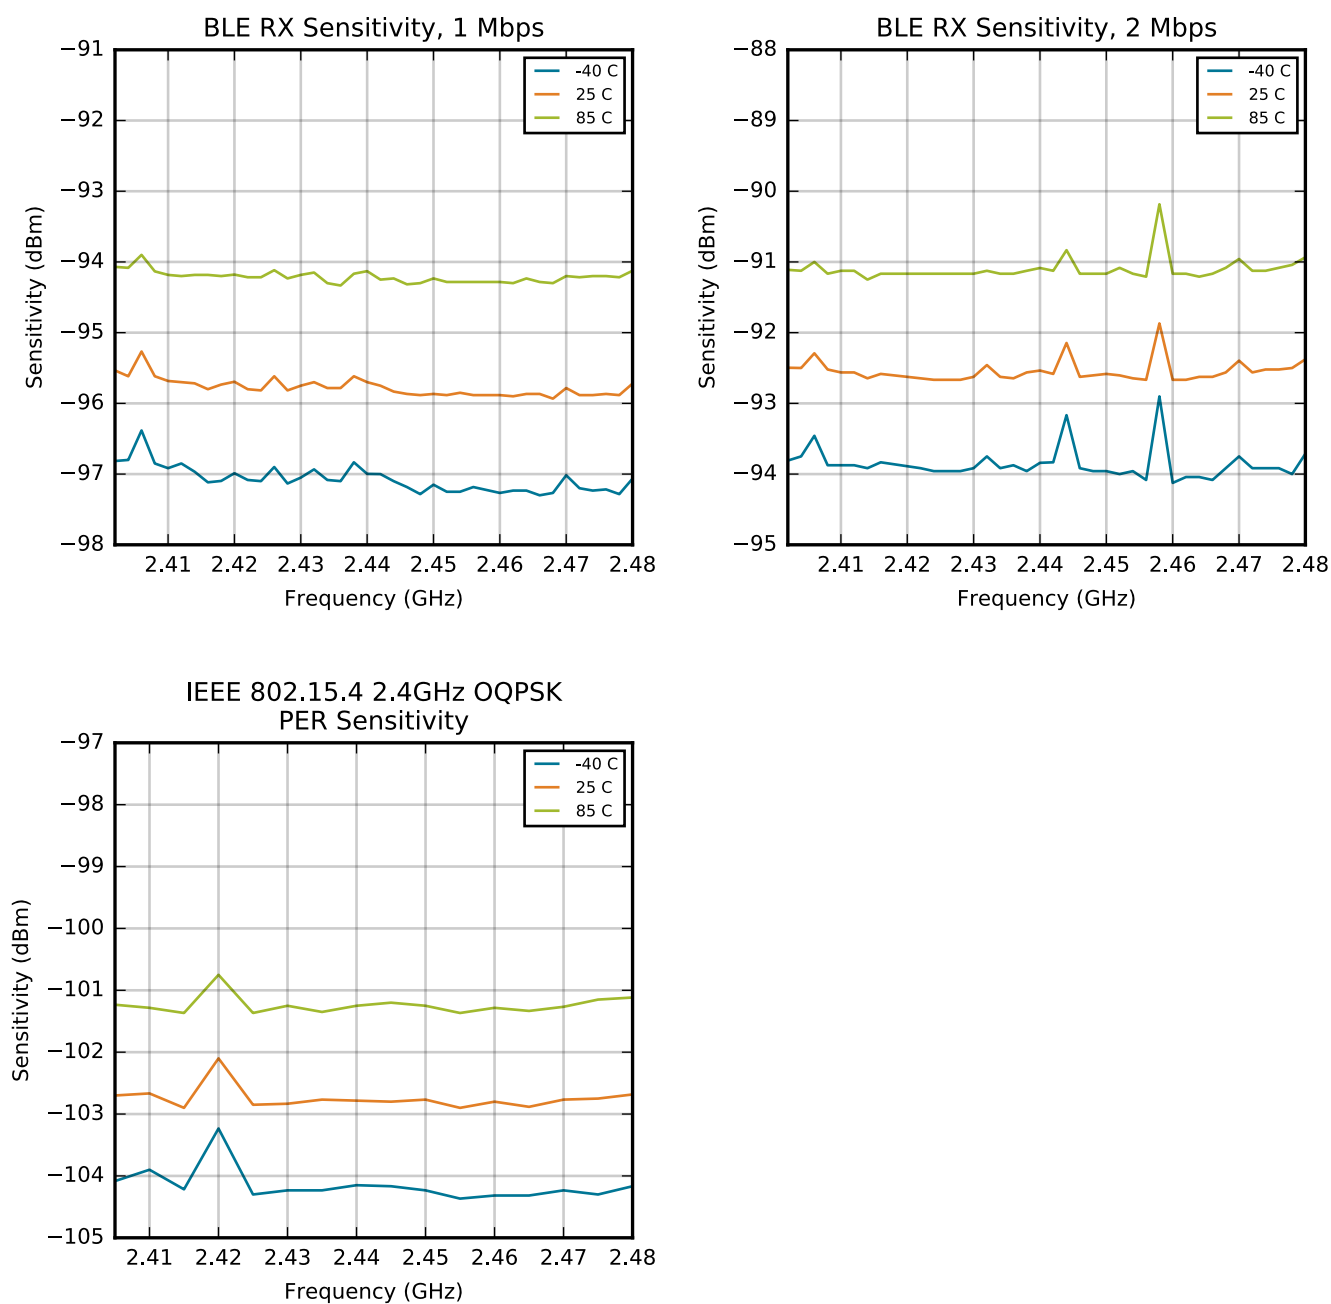 BLE RX Sensitivity, 1 Mbps
−91
−92
−93
−94
−95
−96
−97
−98
Sensitivity (dBm)
-40 C
25 C
85 C
2.41 2.42 2.43 2.44 2.45 2.46 2.47 2.48
Frequency (GHz)
BLE RX Sensitivity, 2 Mbps
−88
−89
−90
−91
−92
−93
−94
−95
Sensitivity (dBm)
-40 C
25 C
85 C
2.41 2.42 2.43 2.44 2.45 2.46 2.47 2.48
Frequency (GHz)
IEEE 802.15.4 2.4GHz OQPSK
PER Sensitivity
−97
−98
−99
−100
−101
−102
−103
−104
−105
Sensitivity (dBm)
-40 C
25 C
85 C
2.41 2.42 2.43 2.44 2.45 2.46 2.47 2.48
Frequency (GHz)